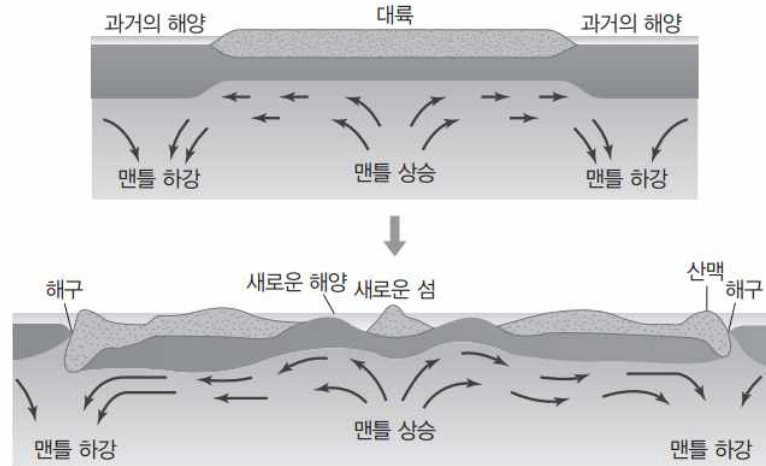 과거의 해양
대륙
과거의 해양
맨틀 하강
맨틀 상승
맨틀 하강
해구
새로운 해양
새로운 섬
산맥
해구
맨틀 하강
맨틀 상승
맨틀 하강